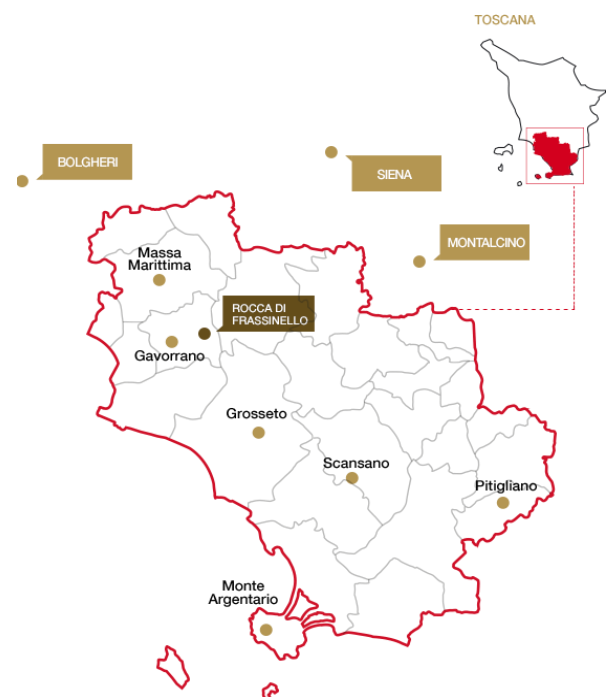 TOSCANA
BOLGHERI
SIENA
MONTALCINO
Massa
Marittima
ROCCA DI
FRASSINELLO
Gavorrano
Grosseto
Scansano
Pitigliano
Monte
Argentario